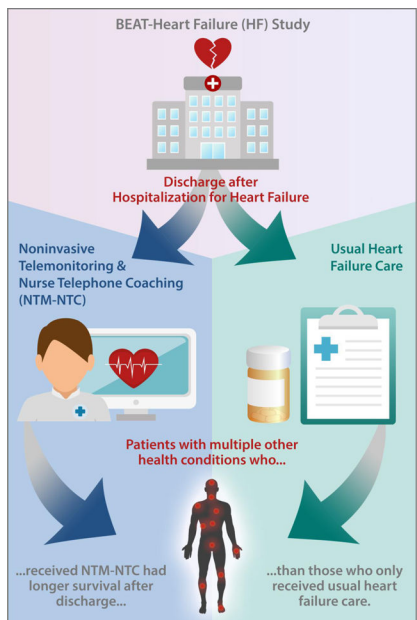 BEAT-Heart Failure (HF) Study
Discharge after
Hospitalization for Heart Failure
Noninvasive
Telemonitoring &
Nurse Telephone Coaching
(NTM-NTC)
Usual Heart
Failure Care
Patients with multiple other
health conditions who...
...received NTM-NTC had
longer survival after
discharge...
...than those who only
received usual heart
failure care.